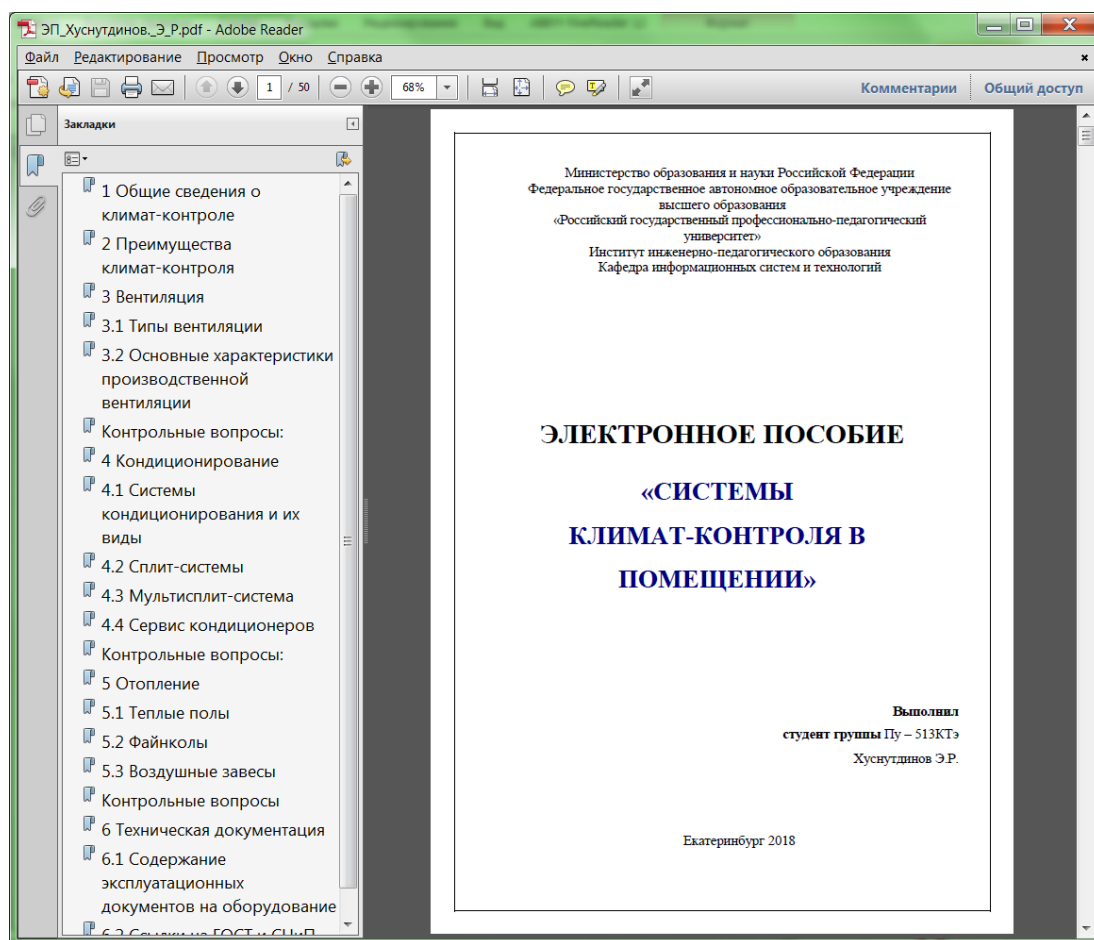 ЭП_Хуснутдинов._Э_Р.pdf - Adobe Reader
Файл Редактирование Просмотр Окно Справка
1 / 50 68% Комментарии Общий доступ
Закладки
1 Общие сведения о
климат-контроле
2 Преимущества
климат-контроля
3 Вентиляция
3.1 Типы вентиляции
3.2 Основные характеристики
производственной
вентиляции
Контрольные вопросы:
4 Кондиционирование
4.1 Системы
кондиционирования и их
виды
4.2 Сплит-системы
4.3 Мультисплит-система
4.4 Сервис кондиционеров
Контрольные вопросы:
5 Отопление
5.1 Теплые полы
5.2 Файнколы
5.3 Воздушные завесы
Контрольные вопросы
6 Техническая документация
6.1 Содержание
эксплуатационных
документов на оборудование
6.2 Ссылки на ГОСТ и СНиП
Министерство образования и науки Российской Федерации
Федеральное государственное автономное образовательное учреждение
высшего образования
«Российский государственный профессионально-педагогический
университет»
Институт инженерно-педагогического образования
Кафедра информационных систем и технологий
ЭЛЕКТРОННОЕ ПОСОБИЕ
«СИСТЕМЫ
КЛИМАТ-КОНТРОЛЯ В
ПОМЕЩЕНИИ»
Выполнил
студент группы Пу – 513КТэ
Хуснутдинов Э.Р.
Екатеринбург 2018